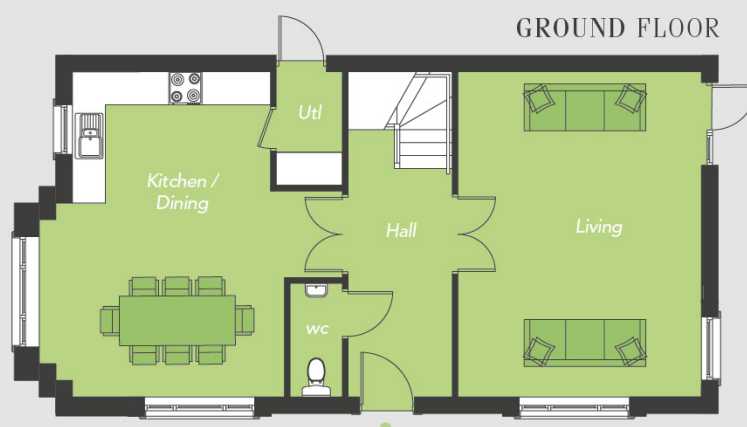 GROUND FLOOR
Utl
Kitchen /
Dining
Hall
Living
wc